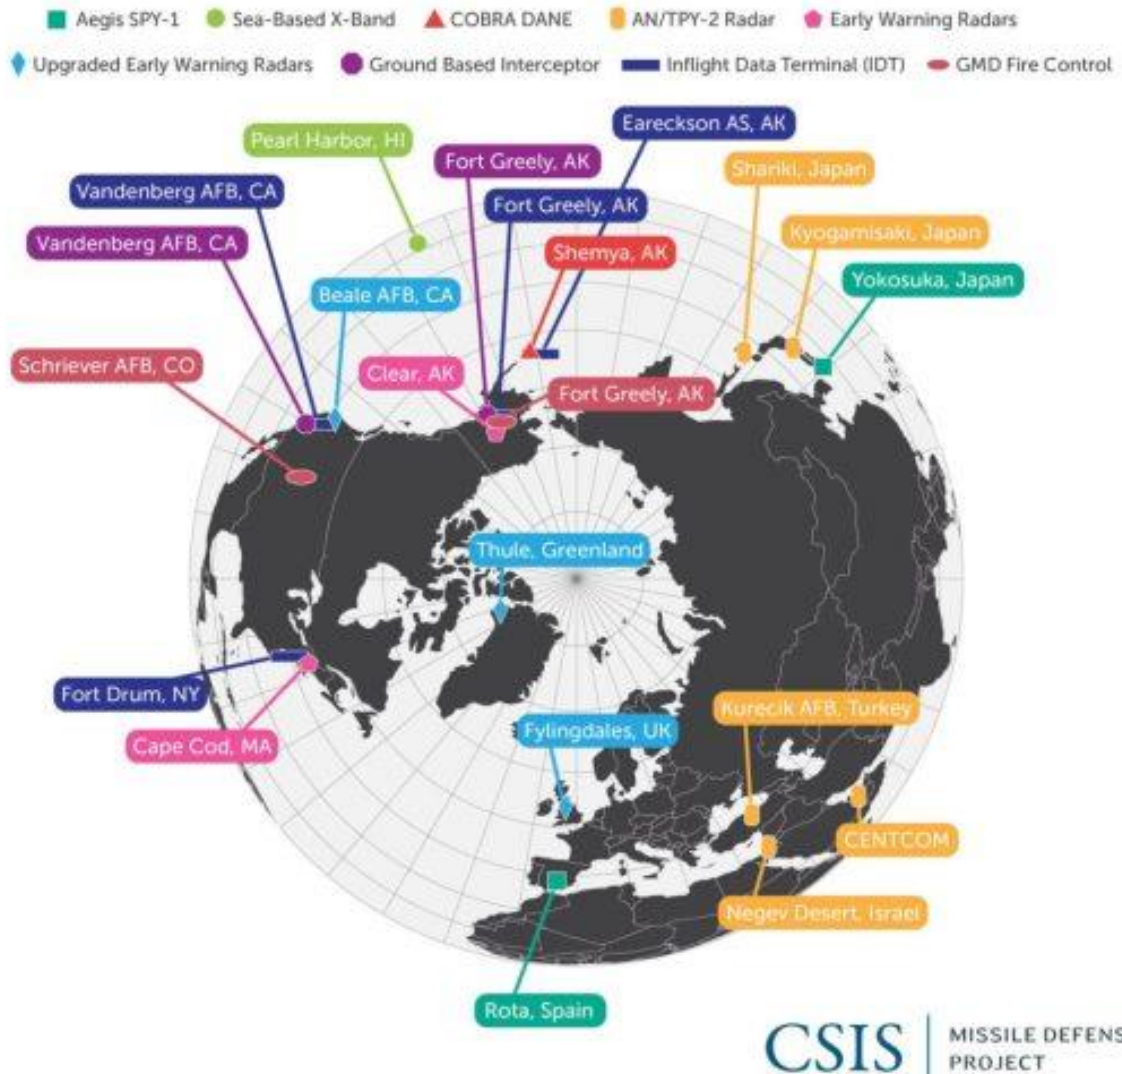 Aegis SPY-1 Sea-Based X-Band COBRA DANE AN/TPY-2 Radar Early Warning Radars
Upgraded Early Warning Radars Ground Based Interceptor Inflight Data Terminal (IDT) GMD Fire Control
Eareckson AS, AK
Pearl Harbor, HI
Fort Greely, AK
Shariki, Japan
Vandenberg AFB, CA
Fort Greely, AK
Vandenberg AFB, CA
Kyogamisaki, Japan
Shemya, AK
Yokosuka, Japan
Beale AFB, CA
Schriever AFB, CO
Clear, AK
Fort Greely, AK
Thule, Greenland
Fort Drum, NY
Kurecik AFB, Turkey
Fylingdales, UK
Cape Cod, MA
CENTCOM
Negev Desert, Israel
Rota, Spain
CSIS
MISSILE DEFENS
PROJECT